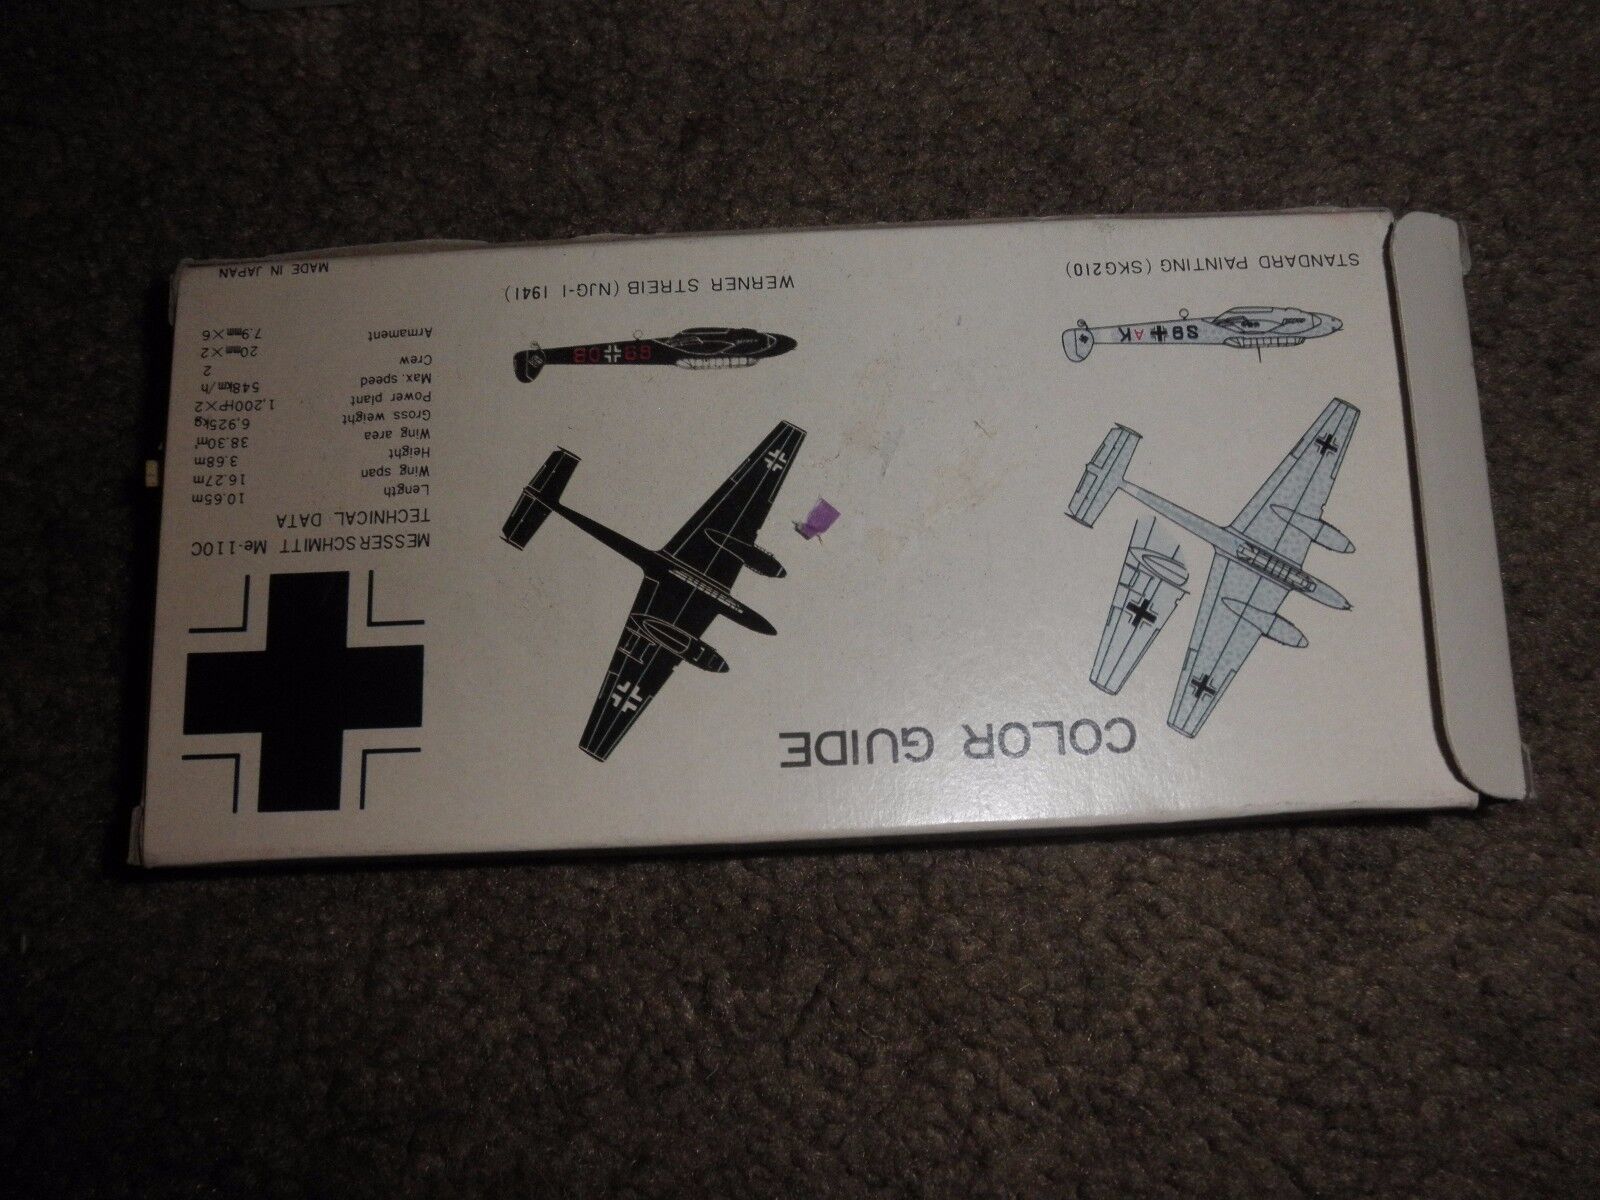 COLOR GUIDE
S9 AK
STANDARD PAINTING (SKG210)
G9 OB
WERNER STREIB (NJG-1 1941)
MESSERSCHMITT Me-110C
TECHNICAL DATA
Length 10.65m
Wing span 16.27m
Height 3.68m
Wing area 38.30㎡
Gross weight 6,925kg
Power plant 1,200HP×2
Max. speed 548km/h
Crew 2
Armament 20㎜×2
7.9㎜×6
MADE IN JAPAN